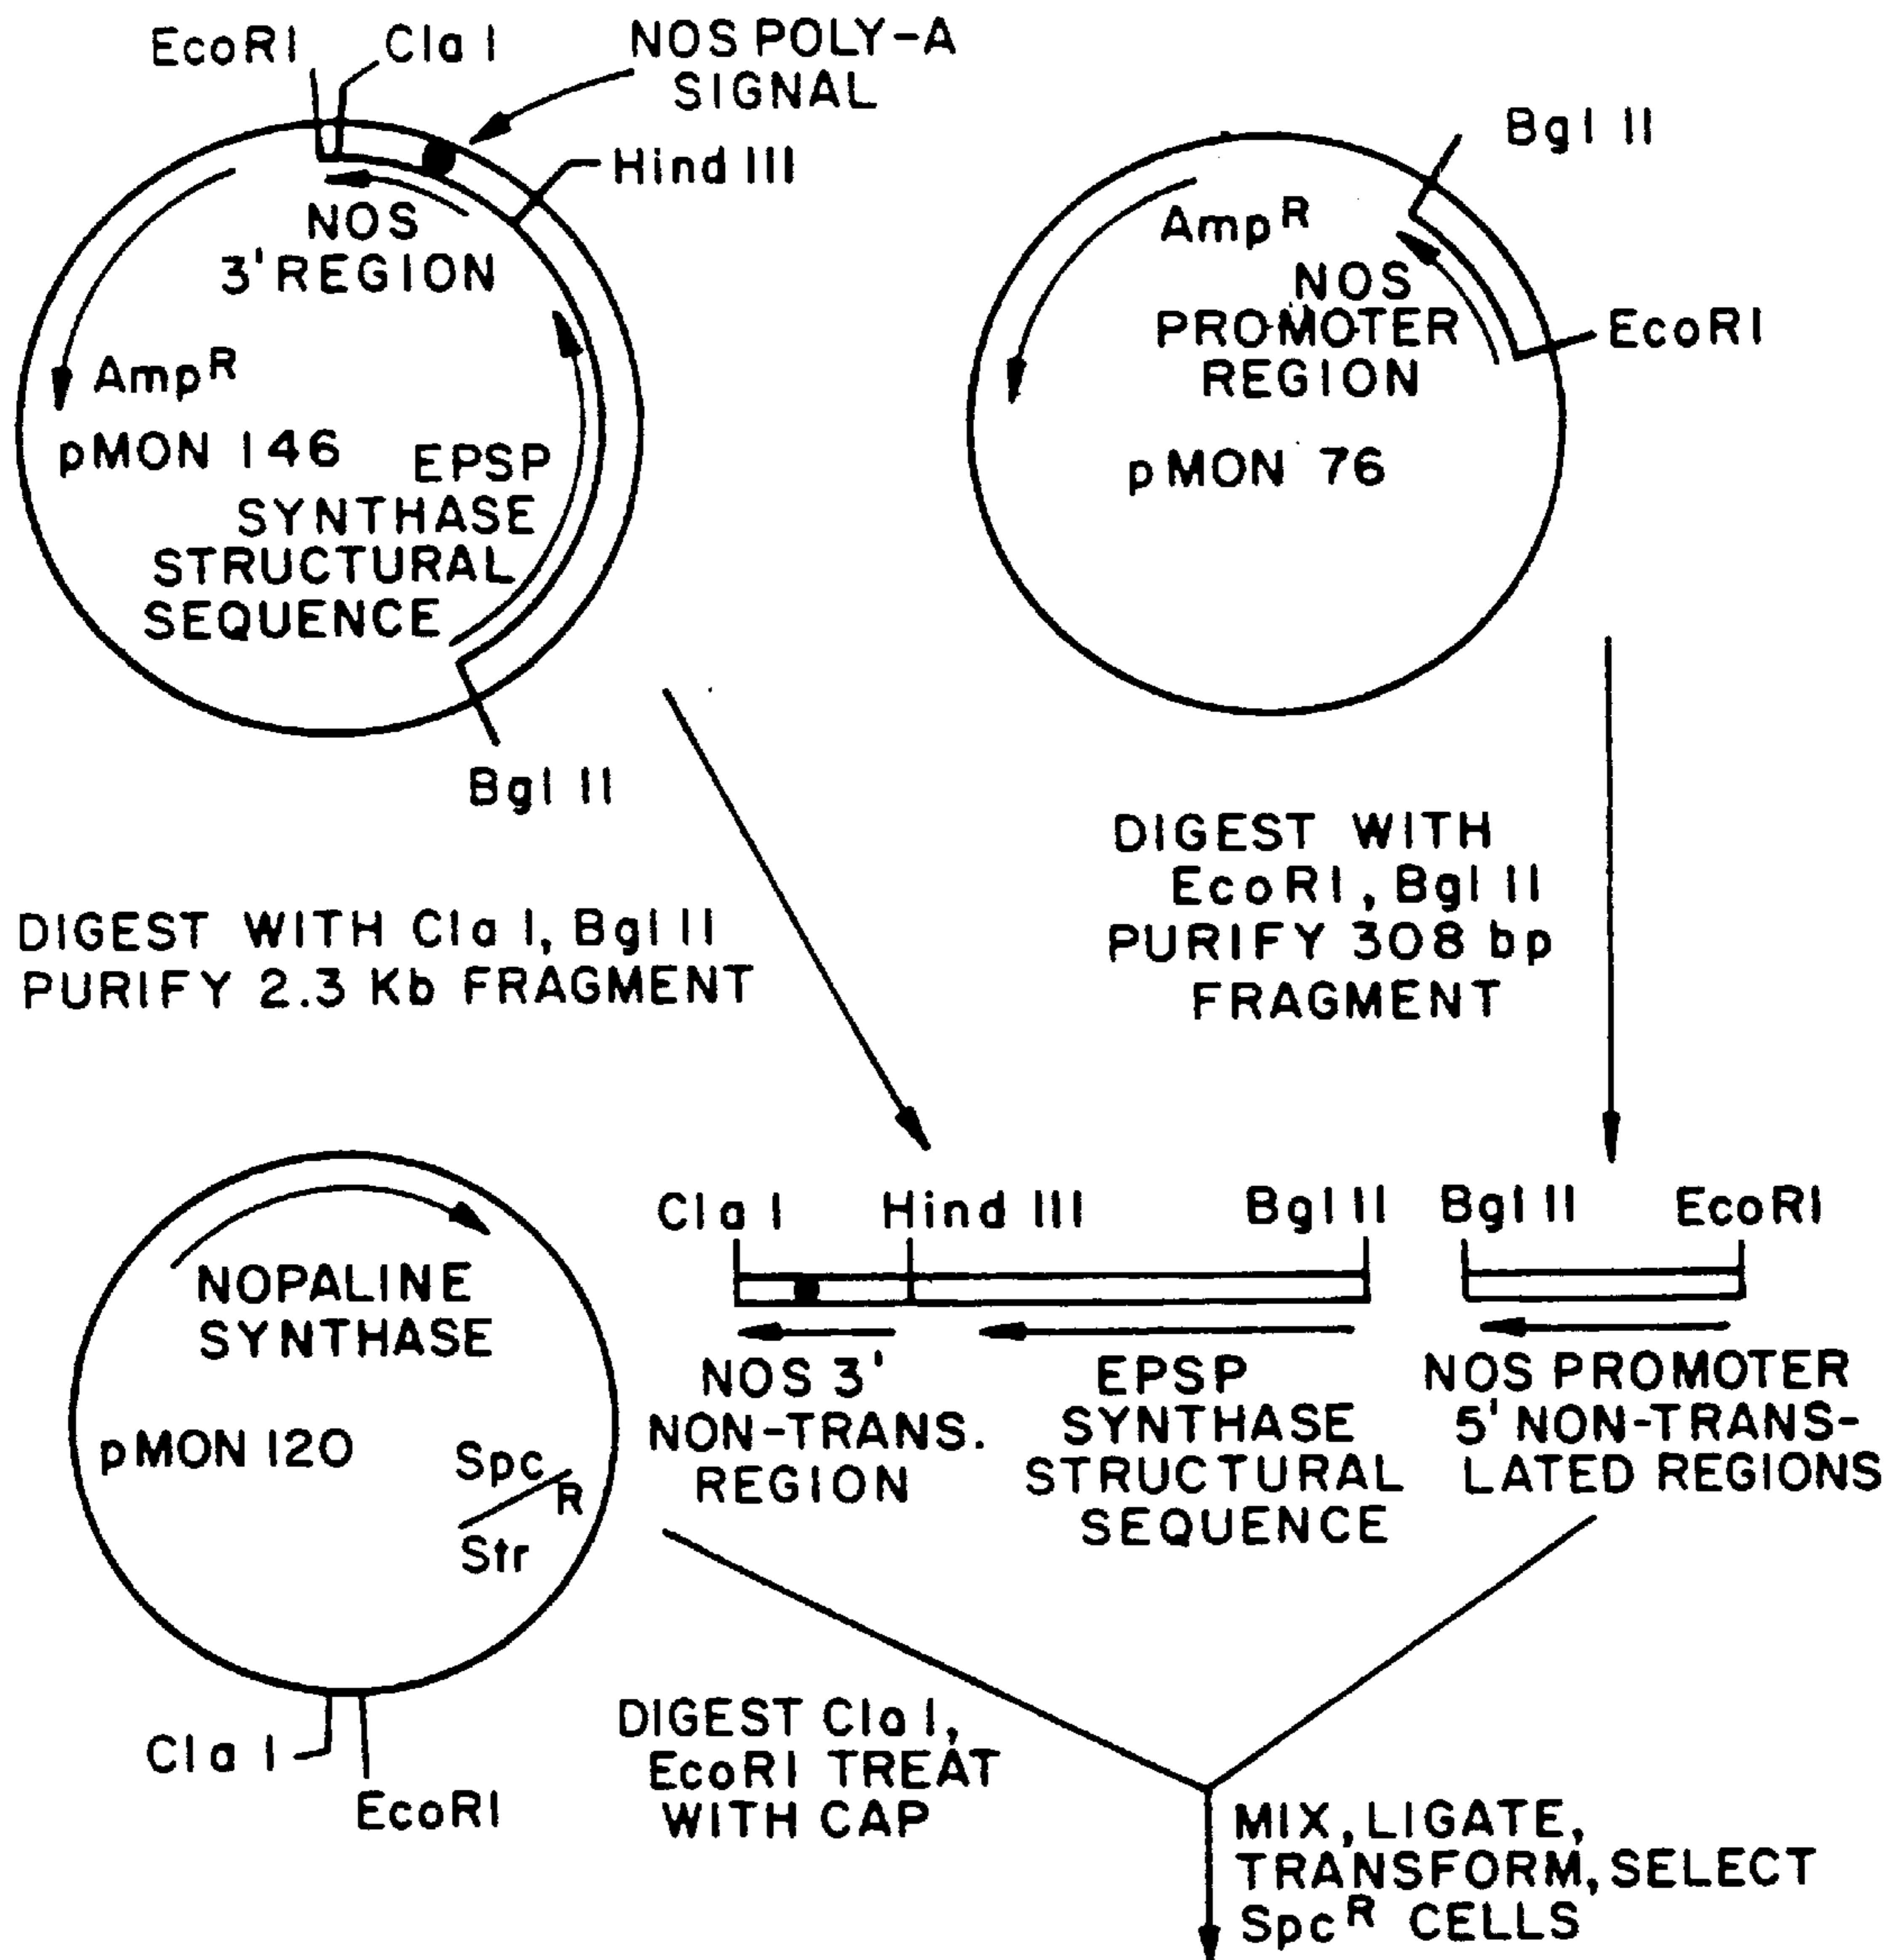 EcoRI
Cla I
NOS POLY-A
SIGNAL
Hind III
NOS
3' REGION
Amp^R
pMON 146
EPSP
SYNTHASE
STRUCTURAL
SEQUENCE
Bgl II
Bgl II
Amp^R
NOS
PROMOTER
REGION
EcoRI
pMON 76
DIGEST WITH Cla I, Bgl II
PURIFY 2.3 Kb FRAGMENT
DIGEST WITH
EcoRI, Bgl II
PURIFY 308 bp
FRAGMENT
NOPALINE
SYNTHASE
pMON 120
Spc
R
Str
Cla I
EcoRI
Cla I
Hind III
Bgl II
Bgl II
EcoRI
NOS 3'
NON-TRANS.
REGION
EPSP
SYNTHASE
STRUCTURAL
SEQUENCE
NOS PROMOTER
5' NON-TRANS-
LATED REGIONS
DIGEST Cla I,
EcoRI TREAT
WITH CAP
MIX, LIGATE,
TRANSFORM, SELECT
Spc^R CELLS